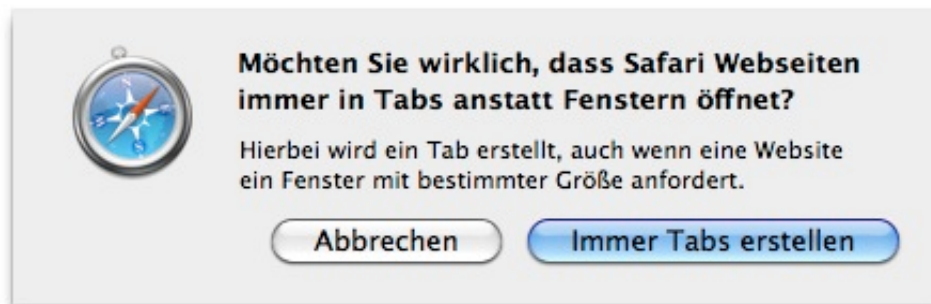 Möchten Sie wirklich, dass Safari Webseiten
immer in Tabs anstatt Fenstern öffnet?
Hierbei wird ein Tab erstellt, auch wenn eine Website
ein Fenster mit bestimmter Größe anfordert.
Abbrechen
Immer Tabs erstellen